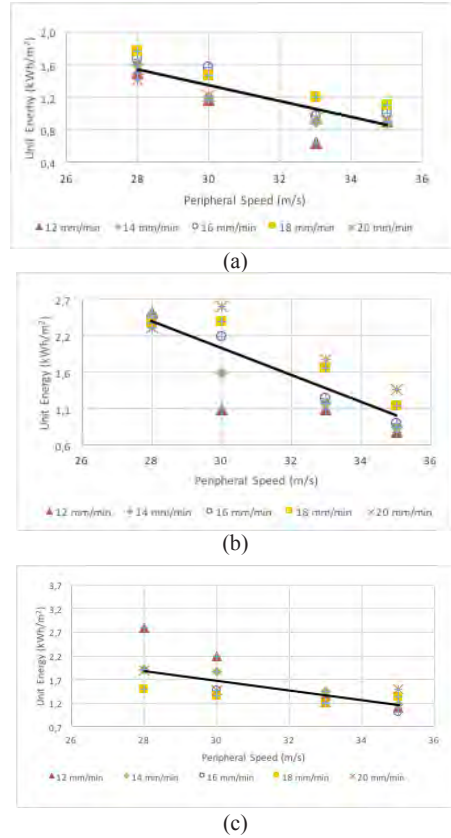 2,0
1,6
1,2
0,8
0,4
Unit Enerhy (kWh/m²)
26 28 30 32 34 36
Peripheral Speed (m/s)
12 mm/min 14 mm/min 16 mm/min 18 mm/min 20 mm/min
(a)
2,7
2,2
1,6
1,1
0,6
Unit Energy (kWh/m²)
26 28 30 32 34 36
Peripheral Speed (m/s)
12 mm/min 14 mm/min 16 mm/min 18 mm/min 20 mm/min
(b)
3,7
3,2
2,7
2,2
1,7
1,2
0,7
Unit Energy (kWh/m²)
26 28 30 32 34 36
Peripheral Speed (m/s)
12 mm/min 14 mm/min 16 mm/min 18 mm/min 20 mm/min
(c)